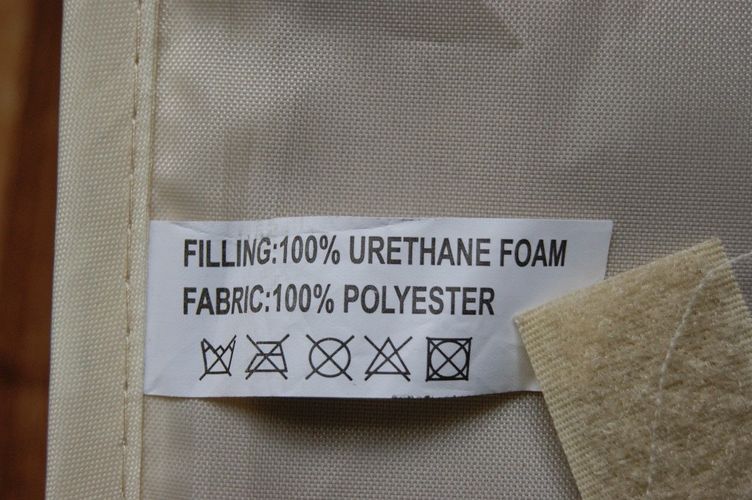 FILLING:100% URETHANE FOAM
FABRIC:100% POLYESTER